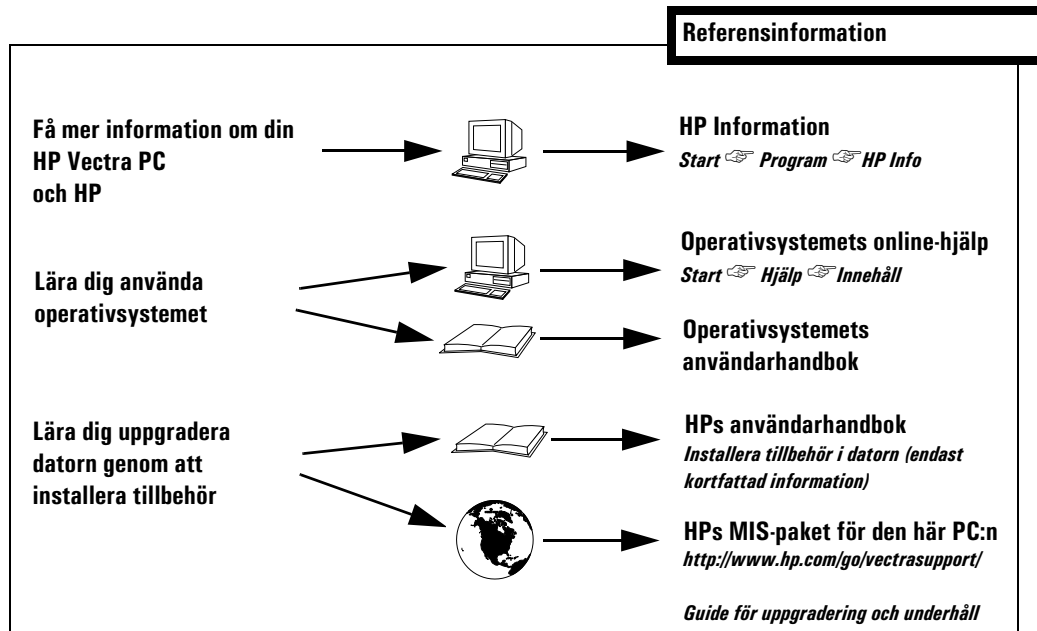 Referensinformation
Få mer information om din
HP Vectra PC
och HP
HP Information
Start ☞ Program ☞ HP Info
Lära dig använda
operativsystemet
Operativsystemets online-hjälp
Start ☞ Hjälp ☞ Innehåll
Operativsystemets
användarhandbok
Lära dig uppgradera
datorn genom att
installera tillbehör
HPs användarhandbok
Installera tillbehör i datorn (endast
kortfattad information)
HPs MIS-paket för den här PC:n
http://www.hp.com/go/vectrasupport/
Guide för uppgradering och underhåll